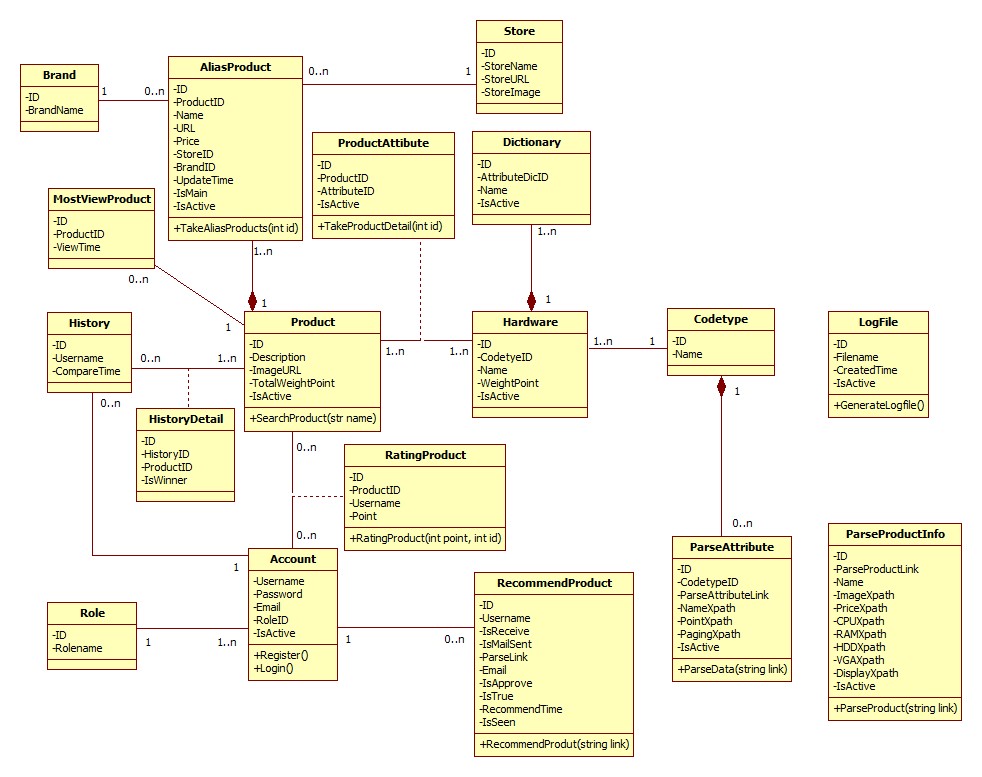 Store
-ID
-StoreName
-StoreURL
-StoreImage
Brand
-ID
-BrandName
1
0..n
AliasProduct
-ID
-ProductID
-Name
-URL
-Price
-StoreID
-BrandID
-UpdateTime
-IsMain
-IsActive
+TakeAliasProducts(int id)
0..n
1
ProductAttibute
-ID
-ProductID
-AttributeID
-IsActive
+TakeProductDetail(int id)
Dictionary
-ID
-AttributeDicID
-Name
-IsActive
1..n
1
MostViewProduct
-ID
-ProductID
-ViewTime
0..n
1
1..n
1
Product
-ID
-Description
-ImageURL
-TotalWeightPoint
-IsActive
+SearchProduct(str name)
1..n
1..n
Hardware
-ID
-CodetyeID
-Name
-WeightPoint
-IsActive
1..n
1
Codetype
-ID
-Name
1
0..n
LogFile
-ID
-Filename
-CreatedTime
-IsActive
+GenerateLogfile()
History
-ID
-Username
-CompareTime
0..n
1..n
0..n
HistoryDetail
-ID
-HistoryID
-ProductID
-IsWinner
0..n
0..n
RatingProduct
-ID
-ProductID
-Username
-Point
+RatingProduct(int point, int id)
1
Account
-Username
-Password
-Email
-RoleID
-IsActive
+Register()
+Login()
Role
-ID
-Rolename
1
1..n
1
0..n
RecommendProduct
-ID
-Username
-IsReceive
-IsMailSent
-ParseLink
-Email
-IsApprove
-IsTrue
-RecommendTime
-IsSeen
+RecommendProdut(string link)
ParseAttribute
-ID
-CodetypeID
-ParseAttributeLink
-NameXpath
-PointXpath
-PagingXpath
-IsActive
+ParseData(string link)
ParseProductInfo
-ID
-ParseProductLink
-Name
-ImageXpath
-PriceXpath
-CPUXpath
-RAMXpath
-HDDXpath
-VGAXpath
-DisplayXpath
-IsActive
+ParseProduct(string link)